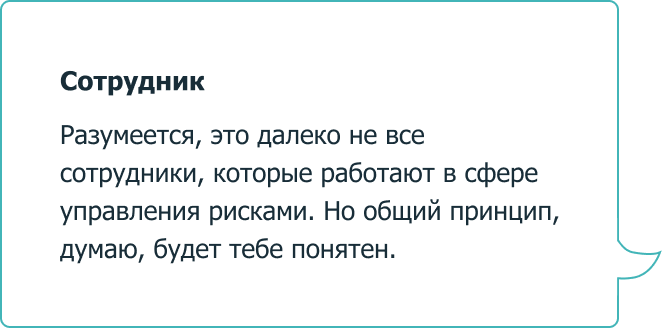 Сотрудник
Разумеется, это далеко не все
сотрудники, которые работают в сфере
управления рисками. Но общий принцип,
думаю, будет тебе понятен.